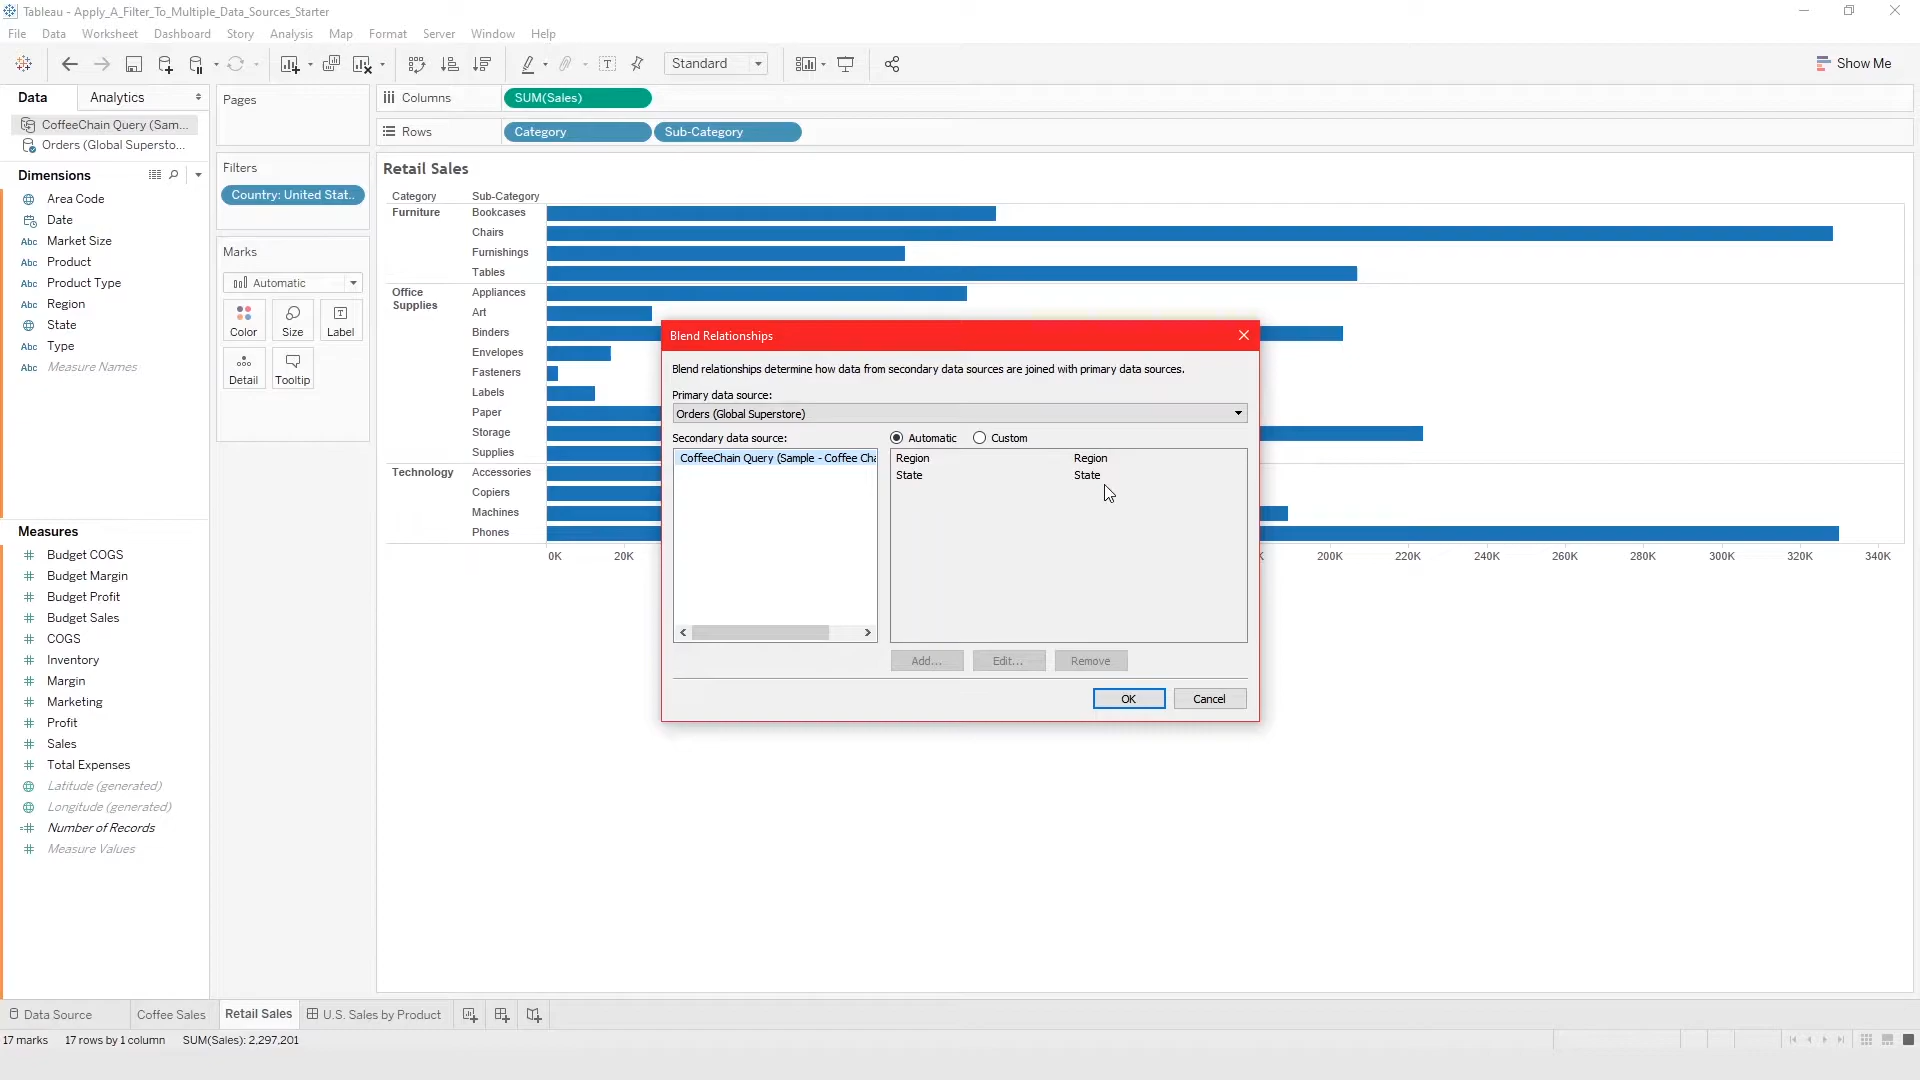 Tableau - Apply_A_Filter_To_Multiple_Data_Sources_Starter
File Data Worksheet Dashboard Story Analysis Map Format Server Window Help
Standard
Show Me
Data Analytics
CoffeeChain Query (Sam...
Orders (Global Supersto...
Dimensions
Area Code
Date
Abc Market Size
Abc Product
Abc Product Type
Abc Region
State
Abc Type
Abc Measure Names
Measures
Budget COGS
Budget Margin
Budget Profit
Budget Sales
COGS
Inventory
Margin
Marketing
Profit
Sales
Total Expenses
Latitude (generated)
Longitude (generated)
Number of Records
Measure Values
Pages
Filters
Country: United Stat..
Marks
Automatic
Color Size Label
Detail Tooltip
Columns SUM(Sales)
Rows Category Sub-Category
Retail Sales
Category Sub-Category
Furniture Bookcases
Chairs
Furnishings
Tables
Office Supplies Appliances
Art
Binders
Envelopes
Fasteners
Labels
Paper
Storage
Supplies
Technology Accessories
Copiers
Machines
Phones
0K 20K 200K 220K 240K 260K 280K 300K 320K 340K
Blend Relationships
Blend relationships determine how data from secondary data sources are joined with primary data sources.
Primary data source:
Orders (Global Superstore)
Secondary data source: Automatic Custom
CoffeeChain Query (Sample - Coffee Cha
Region Region
State State
Add... Edit... Remove
OK Cancel
Data Source Coffee Sales Retail Sales U.S. Sales by Product
17 marks 17 rows by 1 column SUM(Sales): 2,297,201